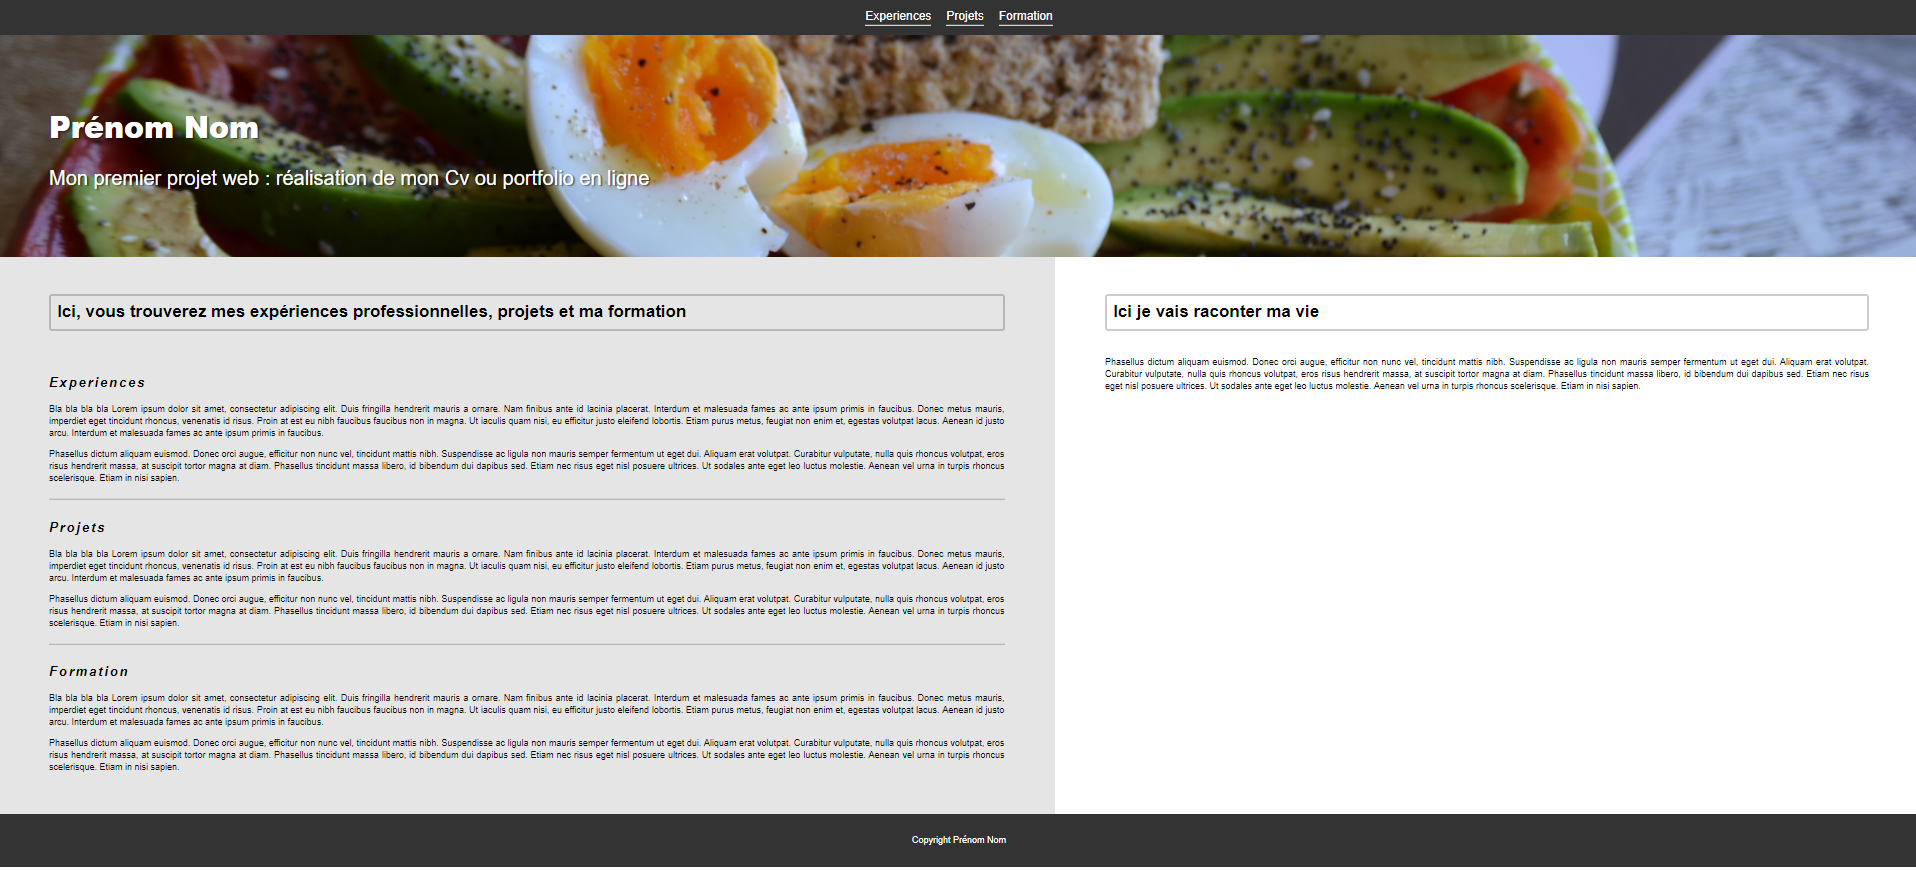 Experiences Projets Formation
Prénom Nom
Mon premier projet web : réalisation de mon Cv ou portfolio en ligne
Ici, vous trouverez mes expériences professionnelles, projets et ma formation
Experiences
Bla bla bla bla Lorem ipsum dolor sit amet, consectetur adipiscing elit. Duis fringilla hendrerit mauris a ornare. Nam finibus ante id lacinia placerat. Interdum et malesuada fames ac ante ipsum primis in faucibus. Donec metus mauris,
imperdiet eget tincidunt rhoncus, venenatis id risus. Proin at est eu nibh faucibus faucibus non in magna. Ut iaculis quam nisi, eu efficitur justo eleifend lobortis. Etiam purus metus, feugiat non enim et, egestas volutpat lacus. Aenean id justo
arcu. Interdum et malesuada fames ac ante ipsum primis in faucibus.
Phasellus dictum aliquam euismod. Donec orci augue, efficitur non nunc vel, tincidunt mattis nibh. Suspendisse ac ligula non mauris semper fermentum ut eget dui. Aliquam erat volutpat. Curabitur vulputate, nulla quis rhoncus volutpat, eros
risus hendrerit massa, at suscipit tortor magna at diam. Phasellus tincidunt massa libero, id bibendum dui dapibus sed. Etiam nec risus eget nisl posuere ultrices. Ut sodales ante eget leo luctus molestie. Aenean vel urna in turpis rhoncus
scelerisque. Etiam in nisi sapien.
Projets
Bla bla bla bla Lorem ipsum dolor sit amet, consectetur adipiscing elit. Duis fringilla hendrerit mauris a ornare. Nam finibus ante id lacinia placerat. Interdum et malesuada fames ac ante ipsum primis in faucibus. Donec metus mauris,
imperdiet eget tincidunt rhoncus, venenatis id risus. Proin at est eu nibh faucibus faucibus non in magna. Ut iaculis quam nisi, eu efficitur justo eleifend lobortis. Etiam purus metus, feugiat non enim et, egestas volutpat lacus. Aenean id justo
arcu. Interdum et malesuada fames ac ante ipsum primis in faucibus.
Phasellus dictum aliquam euismod. Donec orci augue, efficitur non nunc vel, tincidunt mattis nibh. Suspendisse ac ligula non mauris semper fermentum ut eget dui. Aliquam erat volutpat. Curabitur vulputate, nulla quis rhoncus volutpat, eros
risus hendrerit massa, at suscipit tortor magna at diam. Phasellus tincidunt massa libero, id bibendum dui dapibus sed. Etiam nec risus eget nisl posuere ultrices. Ut sodales ante eget leo luctus molestie. Aenean vel urna in turpis rhoncus
scelerisque. Etiam in nisi sapien.
Formation
Bla bla bla bla Lorem ipsum dolor sit amet, consectetur adipiscing elit. Duis fringilla hendrerit mauris a ornare. Nam finibus ante id lacinia placerat. Interdum et malesuada fames ac ante ipsum primis in faucibus. Donec metus mauris,
imperdiet eget tincidunt rhoncus, venenatis id risus. Proin at est eu nibh faucibus faucibus non in magna. Ut iaculis quam nisi, eu efficitur justo eleifend lobortis. Etiam purus metus, feugiat non enim et, egestas volutpat lacus. Aenean id justo
arcu. Interdum et malesuada fames ac ante ipsum primis in faucibus.
Phasellus dictum aliquam euismod. Donec orci augue, efficitur non nunc vel, tincidunt mattis nibh. Suspendisse ac ligula non mauris semper fermentum ut eget dui. Aliquam erat volutpat. Curabitur vulputate, nulla quis rhoncus volutpat, eros
risus hendrerit massa, at suscipit tortor magna at diam. Phasellus tincidunt massa libero, id bibendum dui dapibus sed. Etiam nec risus eget nisl posuere ultrices. Ut sodales ante eget leo luctus molestie. Aenean vel urna in turpis rhoncus
scelerisque. Etiam in nisi sapien.
Ici je vais raconter ma vie
Phasellus dictum aliquam euismod. Donec orci augue, efficitur non nunc vel, tincidunt mattis nibh. Suspendisse ac ligula non mauris semper fermentum ut eget dui. Aliquam erat volutpat.
Curabitur vulputate, nulla quis rhoncus volutpat, eros risus hendrerit massa, at suscipit tortor magna at diam. Phasellus tincidunt massa libero, id bibendum dui dapibus sed. Etiam nec risus
eget nisl posuere ultrices. Ut sodales ante eget leo luctus molestie. Aenean vel urna in turpis rhoncus scelerisque. Etiam in nisi sapien.
Copyright Prénom Nom